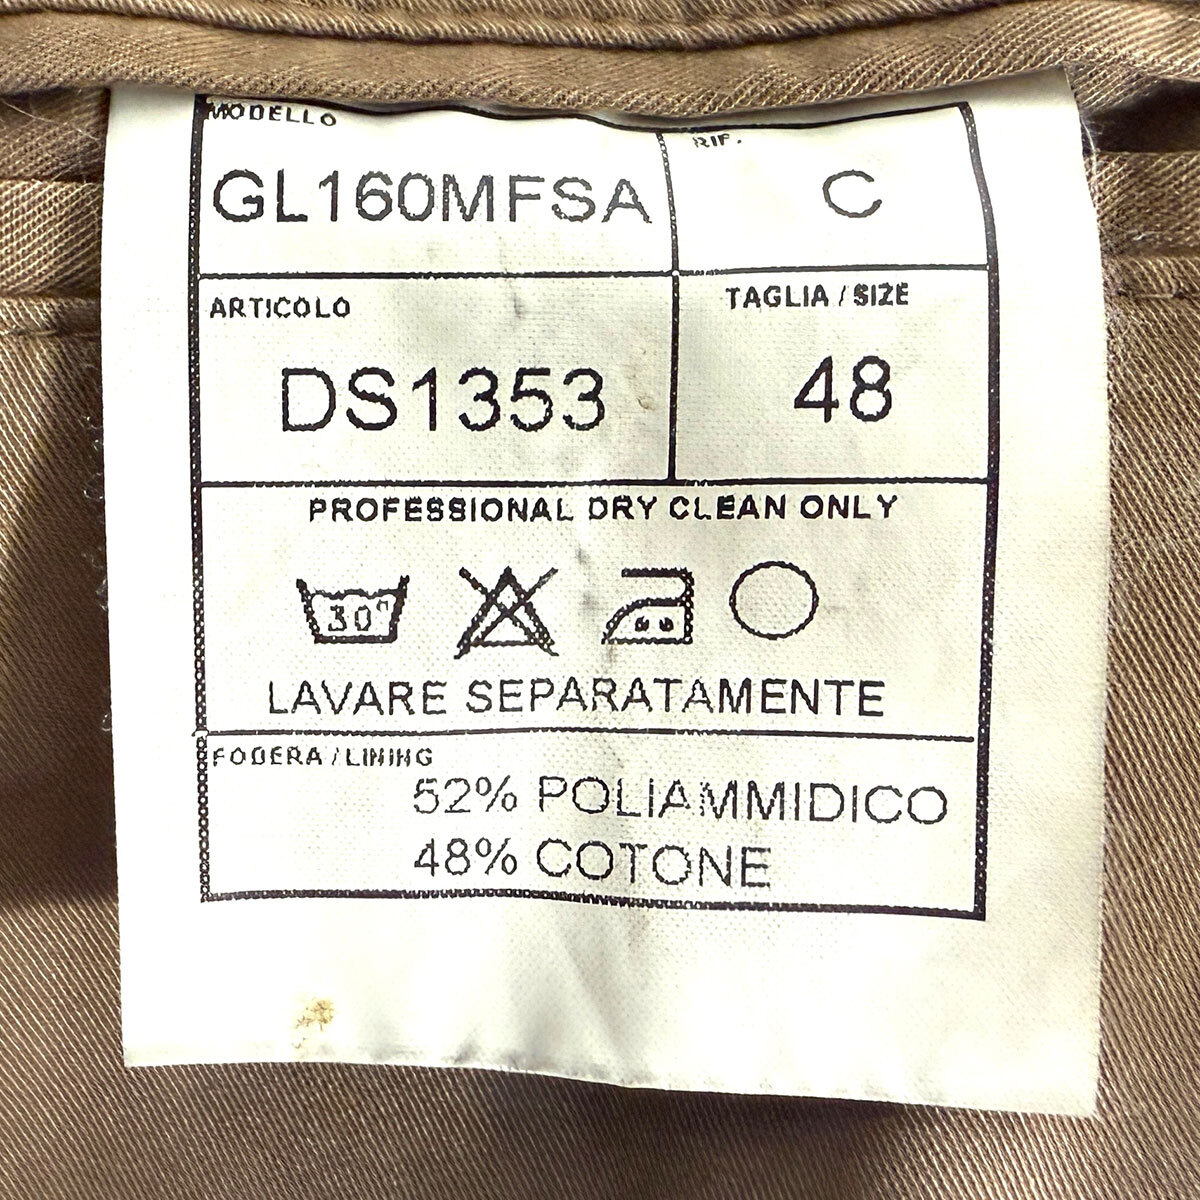 MODELLO
RIF.
GL160MFSA
C
ARTICOLO
TAGLIA / SIZE
DS1353
48
PROFESSIONAL DRY CLEAN ONLY
30°
LAVARE SEPARATAMENTE
FODERA / LINING
52% POLIAMMIDICO
48% COTONE